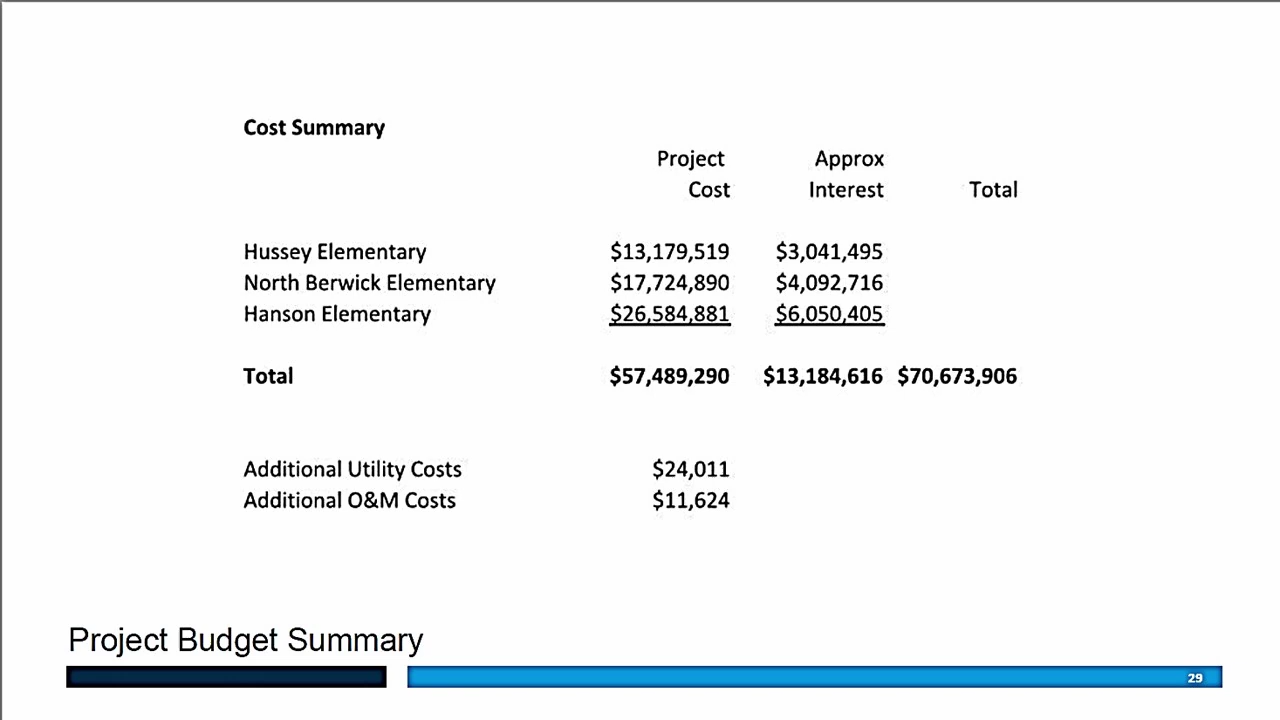 Cost Summary
Project Approx
Cost Interest Total
Hussey Elementary $13,179,519 $3,041,495
North Berwick Elementary $17,724,890 $4,092,716
Hanson Elementary $26,584,881 $6,050,405
Total $57,489,290 $13,184,616 $70,673,906
Additional Utility Costs $24,011
Additional O&M Costs $11,624
Project Budget Summary
29